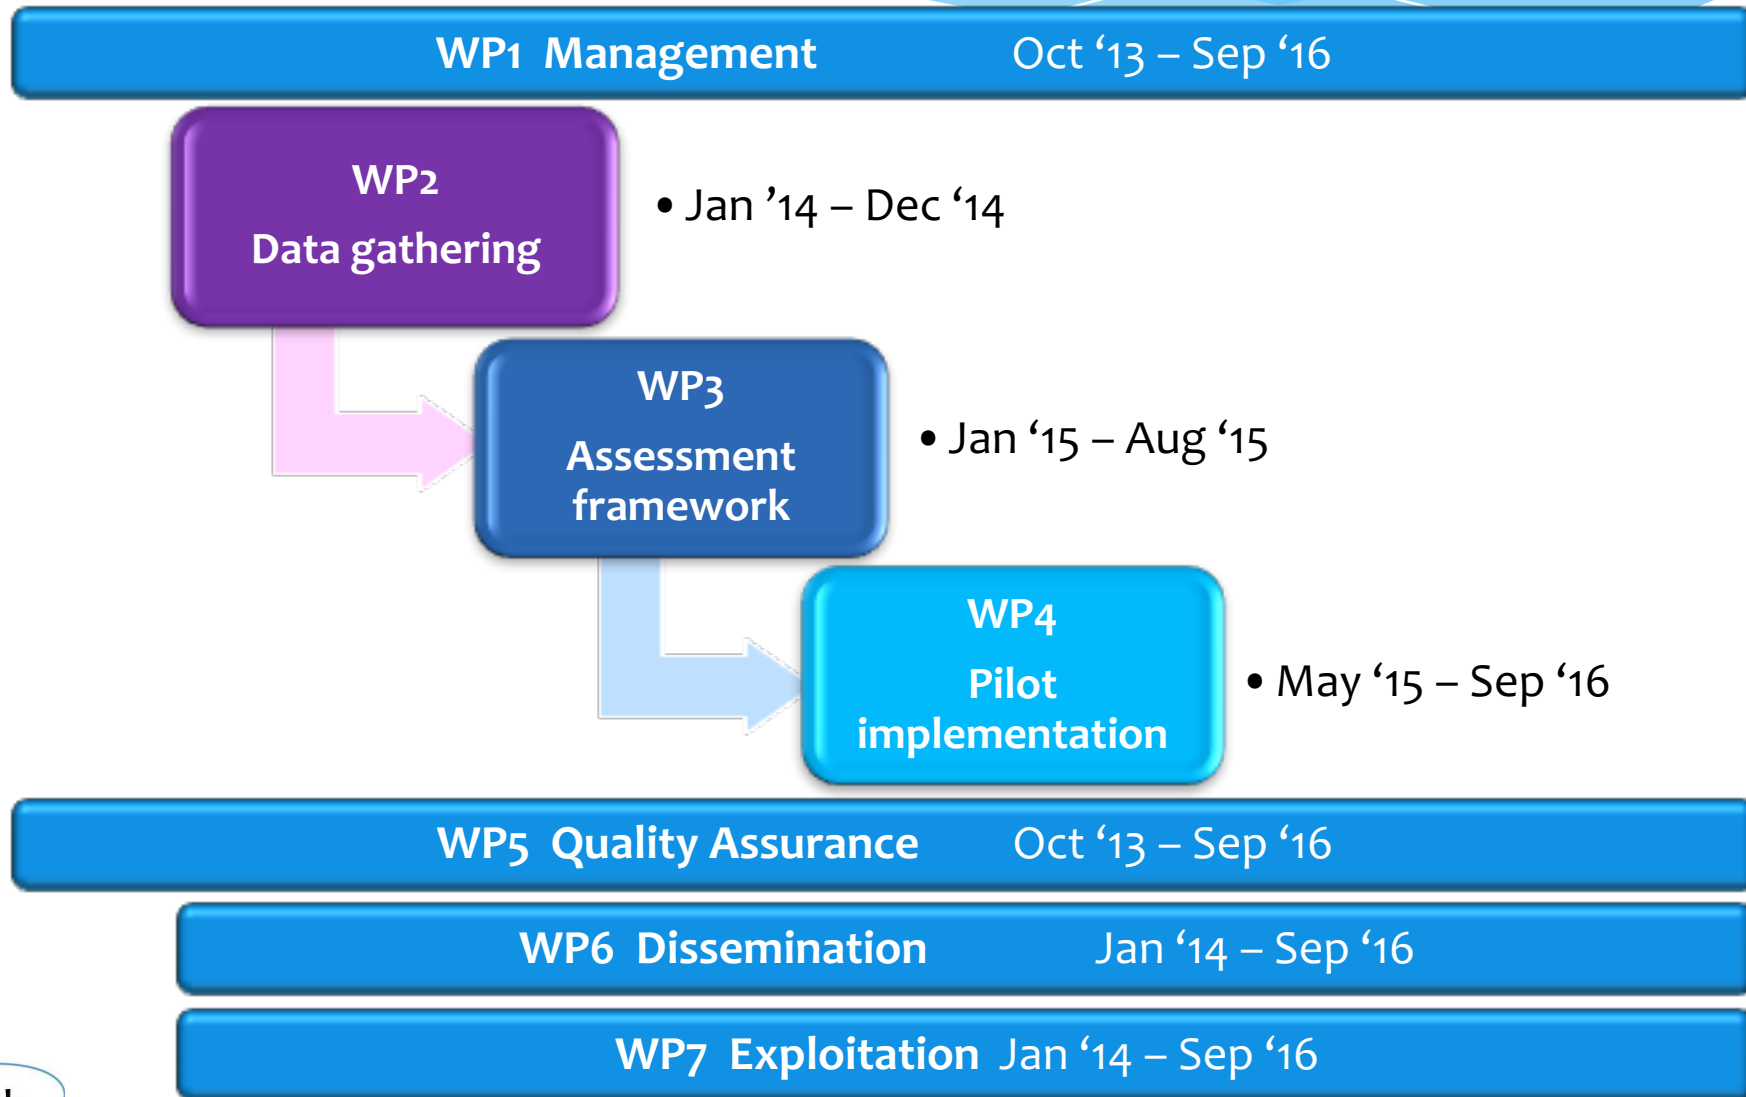 WP1 Management Oct ‘13 – Sep ‘16
WP2
Data gathering
• Jan ’14 – Dec ‘14
WP3
Assessment
framework
• Jan ‘15 – Aug ‘15
WP4
Pilot
implementation
• May ‘15 – Sep ‘16
WP5 Quality Assurance Oct ‘13 – Sep ‘16
WP6 Dissemination Jan ‘14 – Sep ‘16
WP7 Exploitation Jan ‘14 – Sep ‘16